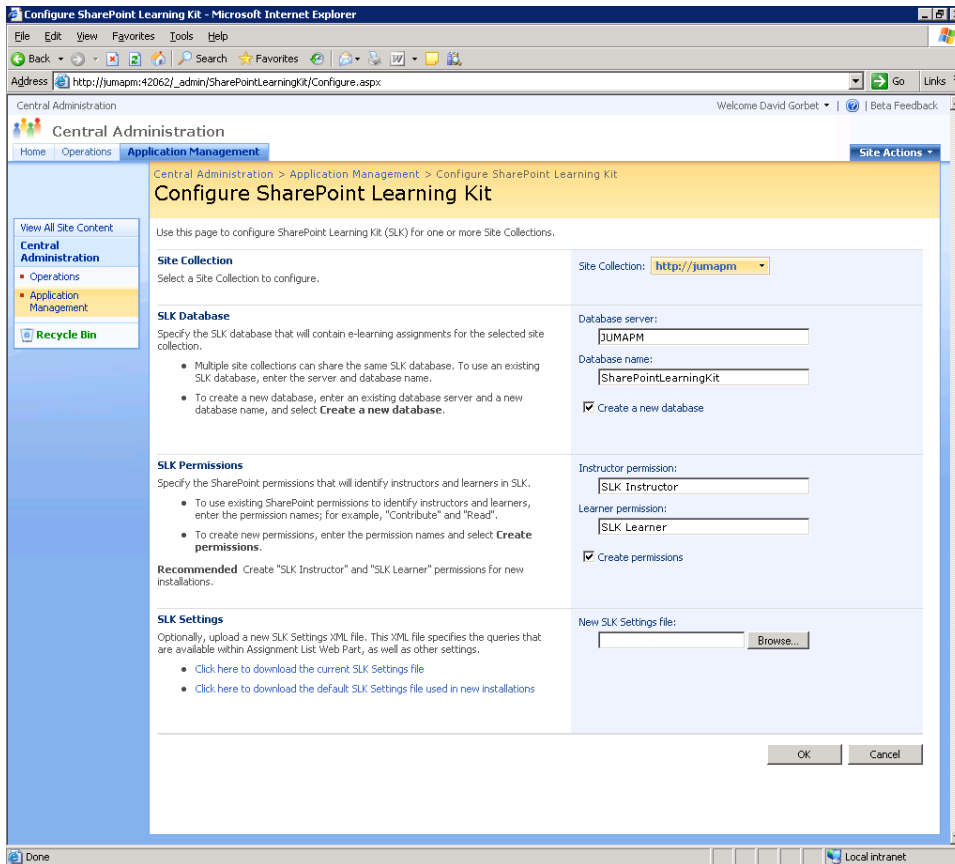 Configure SharePoint Learning Kit - Microsoft Internet Explorer
File Edit View Favorites Tools Help
Back Search Favorites
Address http://jumapm:42062/_admin/SharePointLearningKit/Configure.aspx Go Links
Central Administration Welcome David Gorbet | Beta Feedback
Central Administration
Home Operations Application Management Site Actions
Central Administration > Application Management > Configure SharePoint Learning Kit
Configure SharePoint Learning Kit
View All Site Content
Central
Administration
Operations
Application
Management
Recycle Bin
Use this page to configure SharePoint Learning Kit (SLK) for one or more Site Collections.
Site Collection
Select a Site Collection to configure.
Site Collection: http://jumapm
SLK Database
Specify the SLK database that will contain e-learning assignments for the selected site
collection.
• Multiple site collections can share the same SLK database. To use an existing
SLK database, enter the server and database name.
• To create a new database, enter an existing database server and a new
database name, and select Create a new database.
Database server:
JUMAPM
Database name:
SharePointLearningKit
Create a new database
SLK Permissions
Specify the SharePoint permissions that will identify instructors and learners in SLK.
• To use existing SharePoint permissions to identify instructors and learners,
enter the permission names; for example, "Contribute" and "Read".
• To create new permissions, enter the permission names and select Create
permissions.
Recommended Create "SLK Instructor" and "SLK Learner" permissions for new
installations.
Instructor permission:
SLK Instructor
Learner permission:
SLK Learner
Create permissions
SLK Settings
Optionally, upload a new SLK Settings XML file. This XML file specifies the queries that
are available within Assignment List Web Part, as well as other settings.
• Click here to download the current SLK Settings file
• Click here to download the default SLK Settings file used in new installations
New SLK Settings file:
Browse...
OK Cancel
Done Local intranet